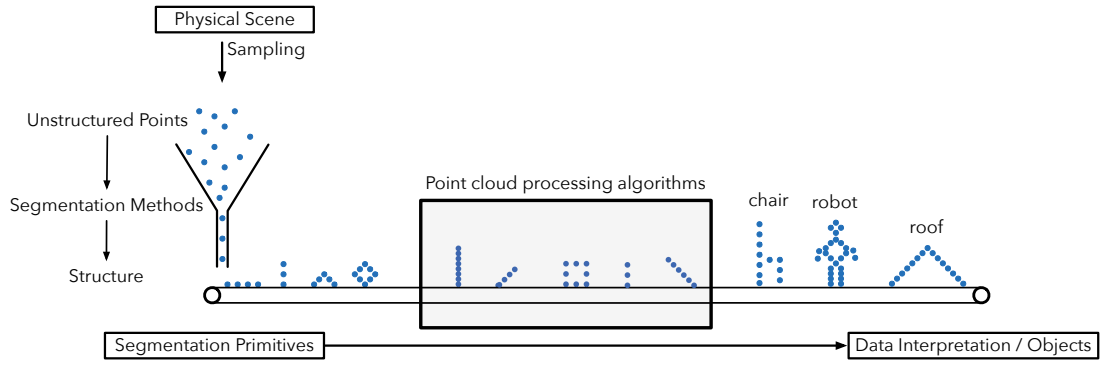 Physical Scene
Sampling
Unstructured Points
Segmentation Methods
Structure
Point cloud processing algorithms
chair
robot
roof
Segmentation Primitives
Data Interpretation / Objects